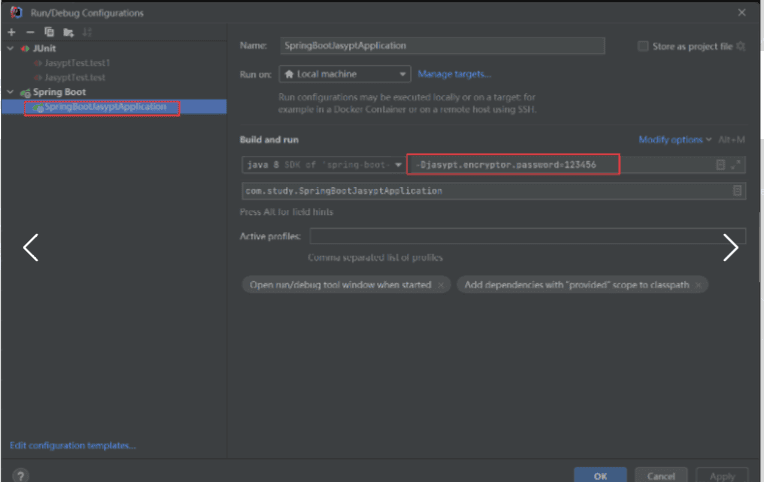 Run/Debug Configurations
JUnit
JasyptTest.test1
JasyptTest.test
Spring Boot
SpringBootJasyptApplication
Edit configuration templates...
Name: SpringBootJasyptApplication
Store as project file
Run on: Local machine
Manage targets...
Run configurations may be executed locally or on a target: for
example in a Docker Container or on a remote host using SSH.
Build and run
Modify options Alt+M
java 8 SDK of 'spring-boot-
-Djasypt.encryptor.password=123456
com.study.SpringBootJasyptApplication
Press Alt for field hints
Active profiles:
Comma separated list of profiles
Open run/debug tool window when started ×
Add dependencies with "provided" scope to classpath ×
?
OK
Cancel
Apply